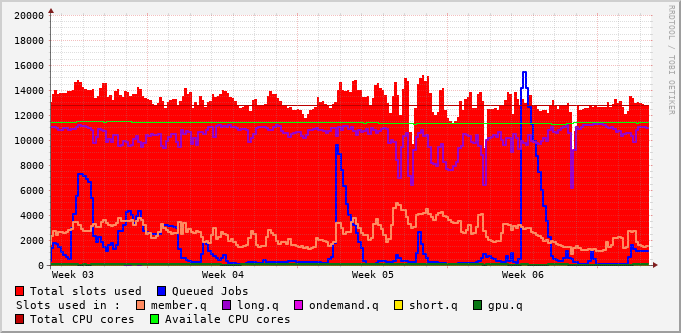 20000
18000
16000
14000
12000
10000
8000
6000
4000
2000
0
Week 03 Week 04 Week 05 Week 06
RRDTOOL / TOBI OETIKER
Total slots used Queued Jobs
Slots used in : member.q long.q ondemand.q short.q gpu.q
Total CPU cores Availale CPU cores